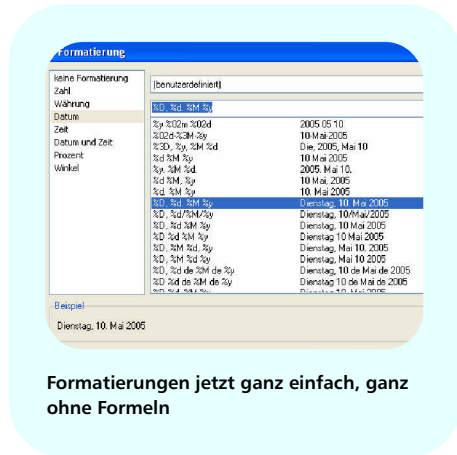 Formatierung
keine Formatierung
Zahl
Währung
Datum
Zeit
Datum und Zeit
Prozent
Winkel
(benutzerdefiniert)
%D, %d. %M %y
%y %02m %02d 2005 05 10
%02d-%3M-%y 10-Mai-2005
%3D, %y, %M %d Die, 2005, Mai 10
%d %M %y 10 Mai 2005
%y. %M %d. 2005. Mai 10.
%d %M, %y 10 Mai, 2005
%d. %M %y 10. Mai 2005
%D, %d. %M %y Dienstag, 10. Mai 2005
%D, %d/%M/%y Dienstag, 10/Mai/2005
%D, %d %M %y Dienstag, 10 Mai 2005
%D %d %M %y Dienstag 10 Mai 2005
%D, %M %d, %y Dienstag, Mai 10, 2005
%D, %M %d %y Dienstag, Mai 10 2005
%D, %d de %M de %y Dienstag, 10 de Mai de 2005
%D %d de %M de %y Dienstag 10 de Mai de 2005
Beispiel
Dienstag, 10. Mai 2005
Formatierungen jetzt ganz einfach, ganz
ohne Formeln